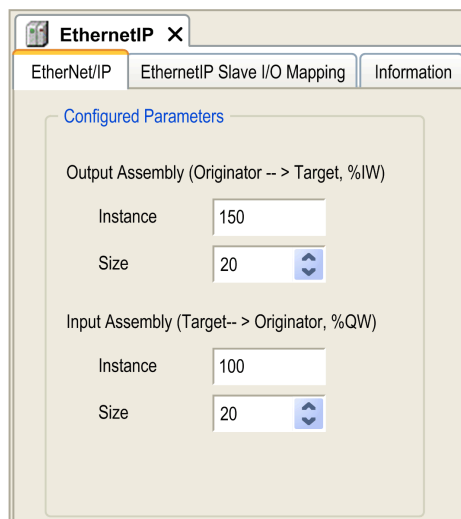 EthernetIP X
EtherNet/IP EthernetIP Slave I/O Mapping Information
Configured Parameters
Output Assembly (Originator -- > Target, %IW)
Instance 150
Size 20
Input Assembly (Target-- > Originator, %QW)
Instance 100
Size 20